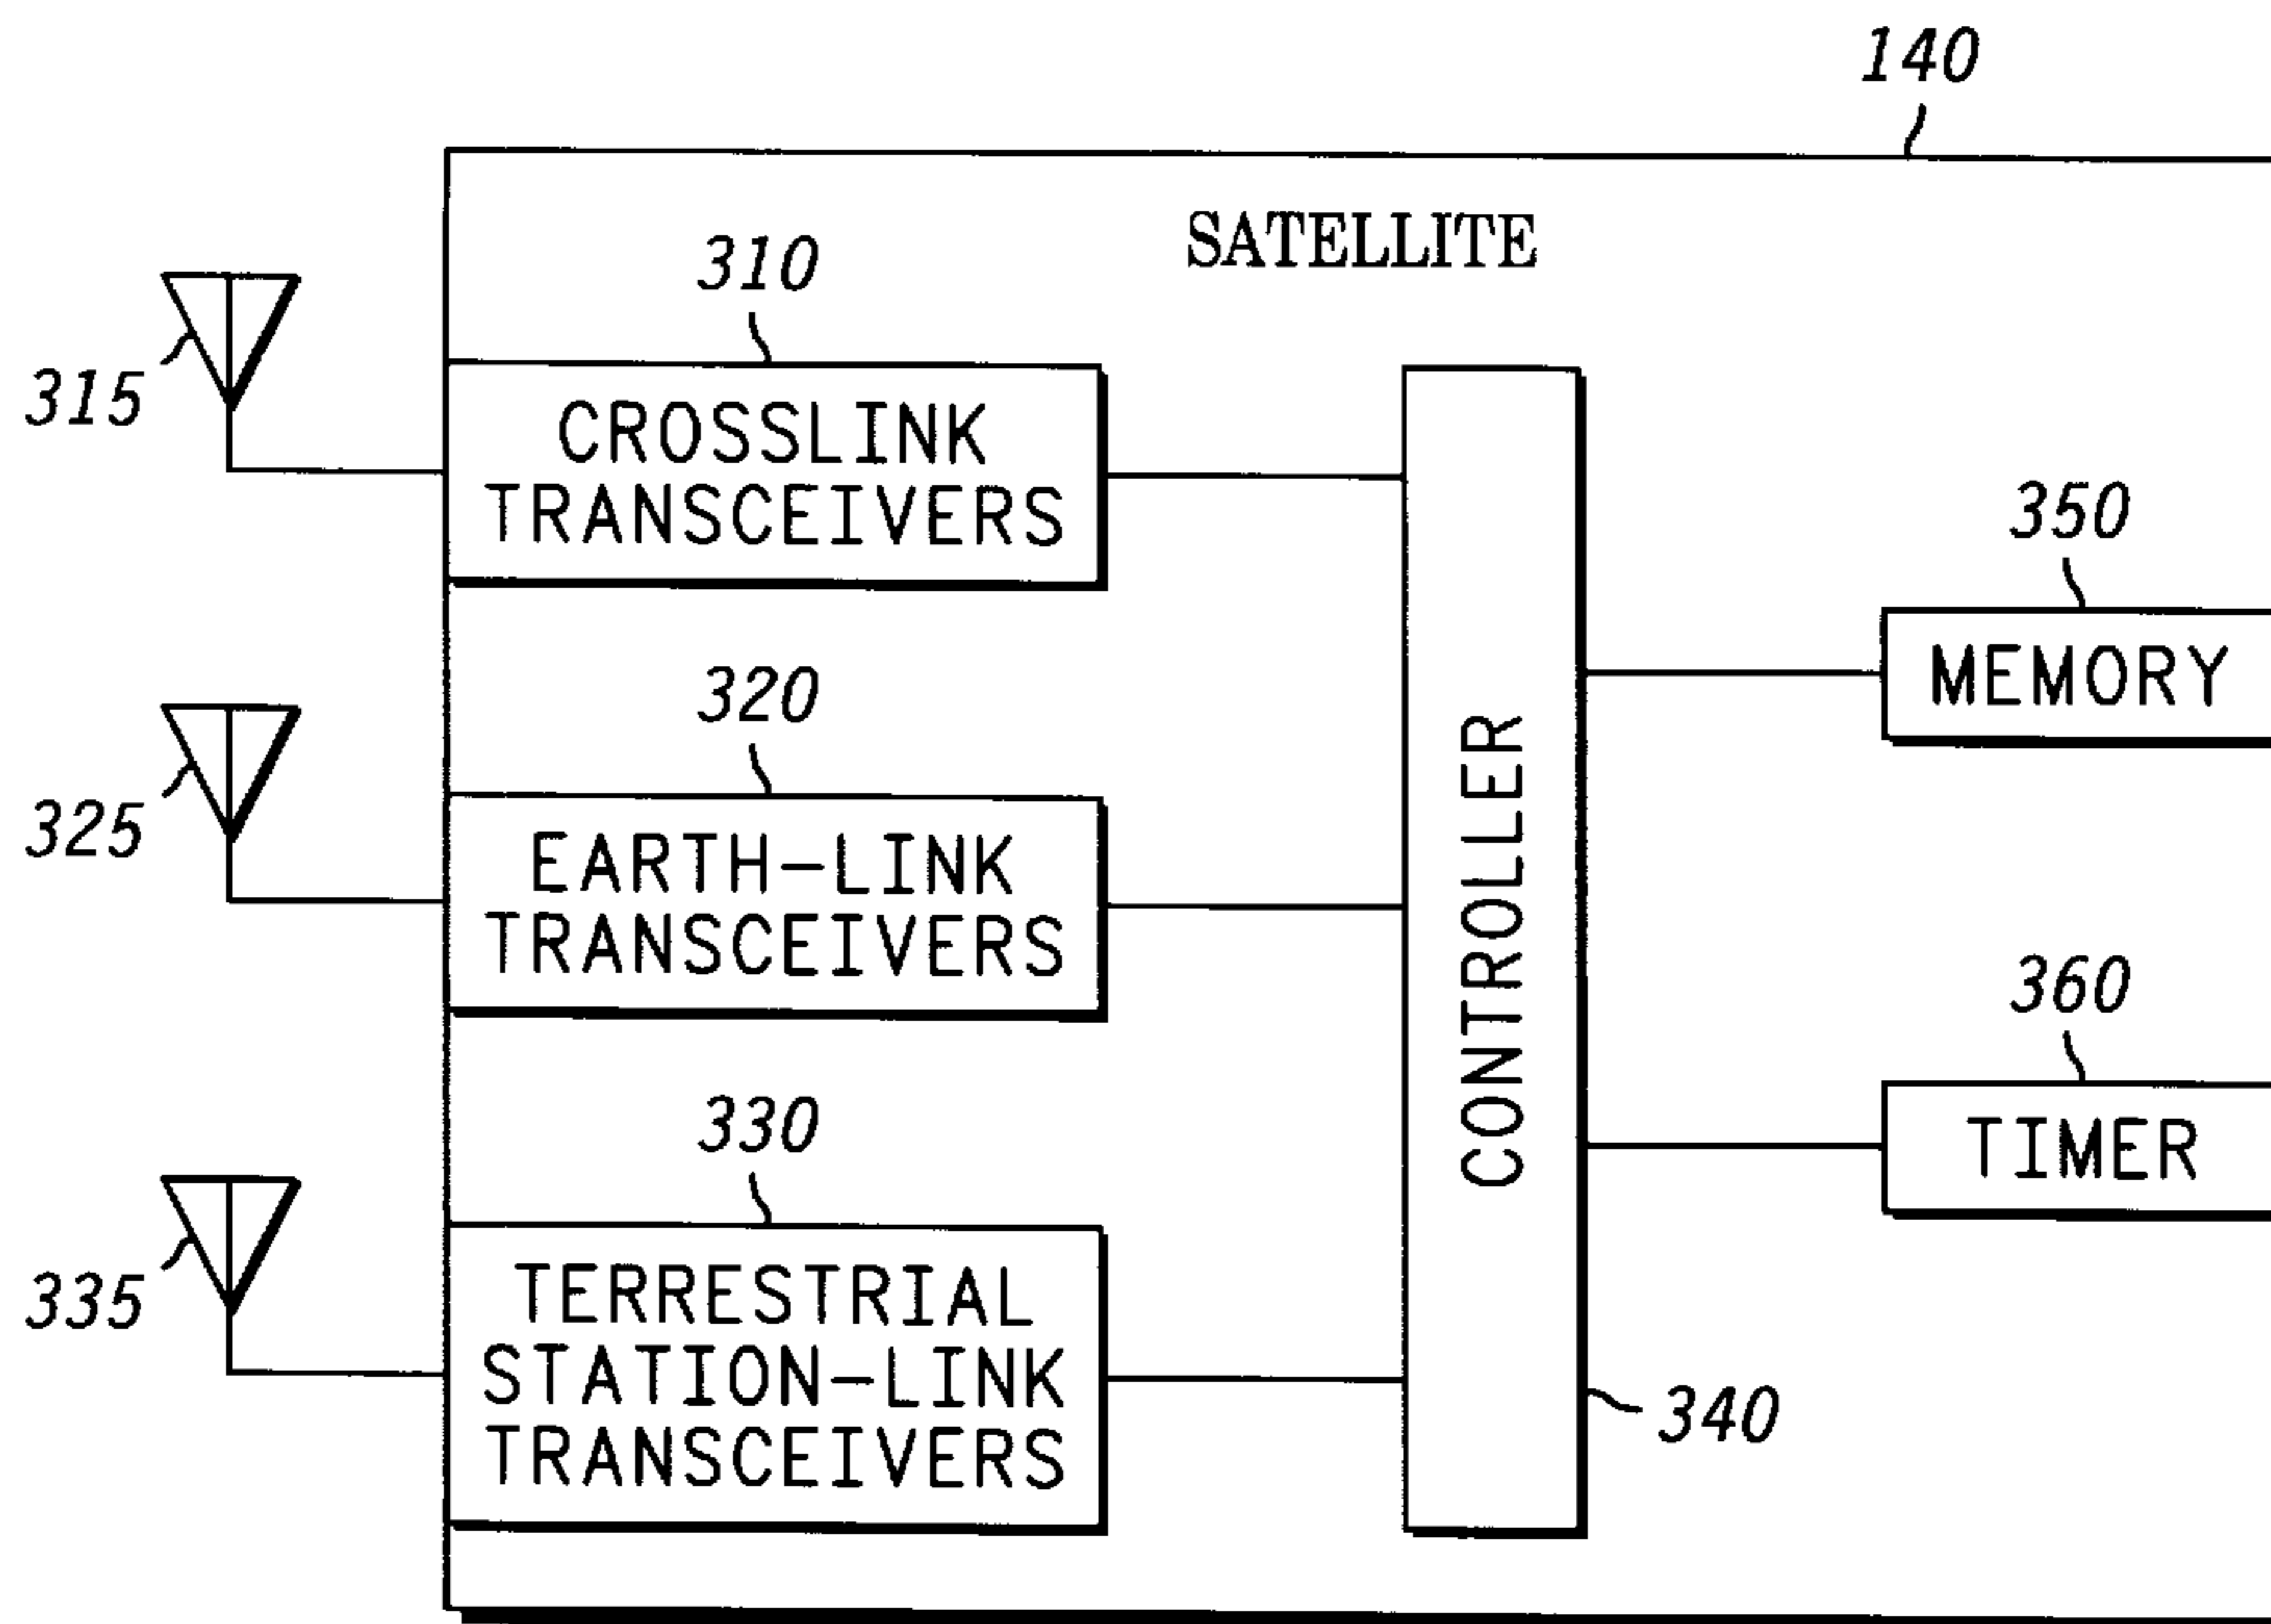 140
SATELLITE
310
315
CROSSLINK
TRANSCEIVERS
350
MEMORY
320
325
EARTH-LINK
TRANSCEIVERS
CONTROLLER
360
TIMER
330
335
TERRESTRIAL
STATION-LINK
TRANSCEIVERS
340